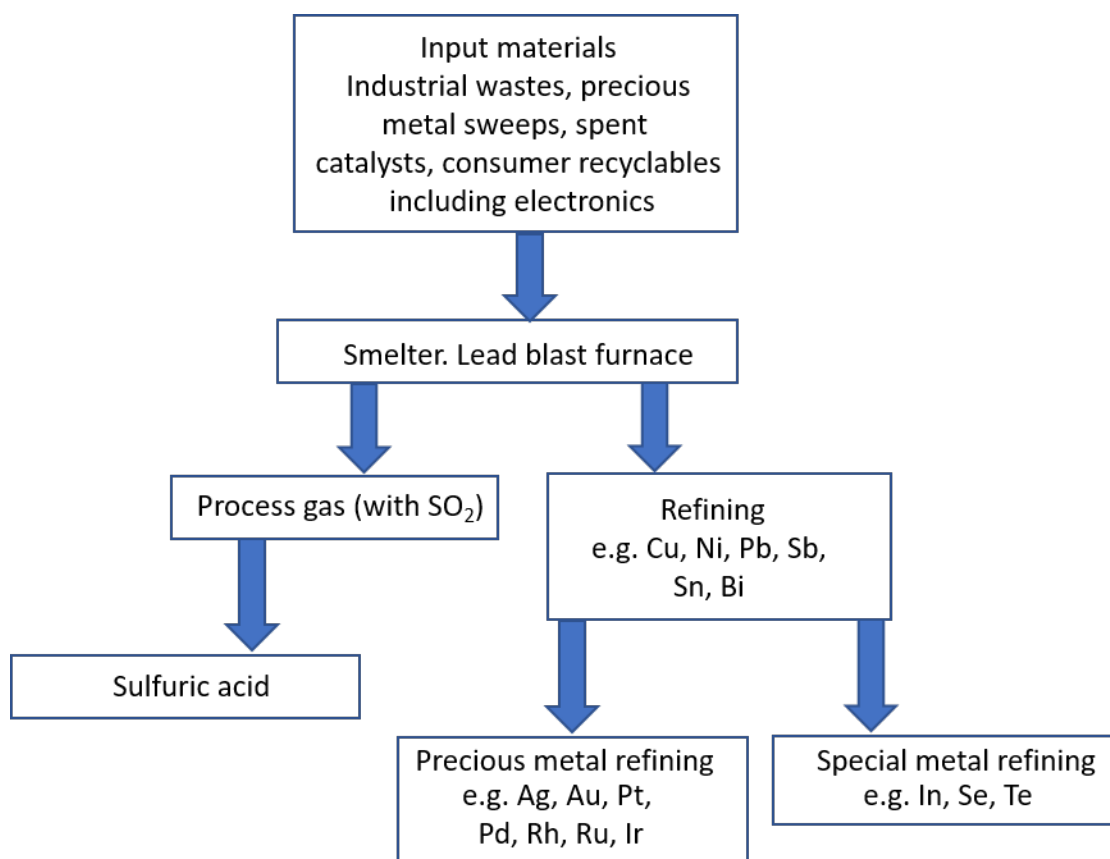 Input materials
Industrial wastes, precious
metal sweeps, spent
catalysts, consumer recyclables
including electronics
Smelter. Lead blast furnace
Process gas (with SO₂)
Refining
e.g. Cu, Ni, Pb, Sb,
Sn, Bi
Sulfuric acid
Precious metal refining
e.g. Ag, Au, Pt,
Pd, Rh, Ru, Ir
Special metal refining
e.g. In, Se, Te